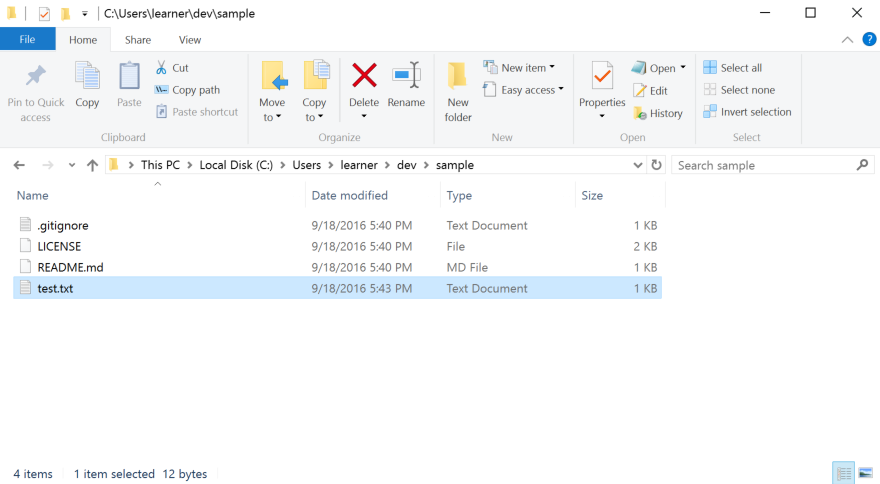 C:\Users\learner\dev\sample
File Home Share View
Pin to Quick access
Copy
Paste
Cut
Copy path
Paste shortcut
Clipboard
Move to
Copy to
Delete
Rename
Organize
New folder
New item
Easy access
New
Properties
Open
Edit
History
Open
Select all
Select none
Invert selection
Select
This PC > Local Disk (C:) > Users > learner > dev > sample
Search sample
Name Date modified Type Size
.gitignore 9/18/2016 5:40 PM Text Document 1 KB
LICENSE 9/18/2016 5:40 PM File 2 KB
README.md 9/18/2016 5:40 PM MD File 1 KB
test.txt 9/18/2016 5:43 PM Text Document 1 KB
4 items 1 item selected 12 bytes